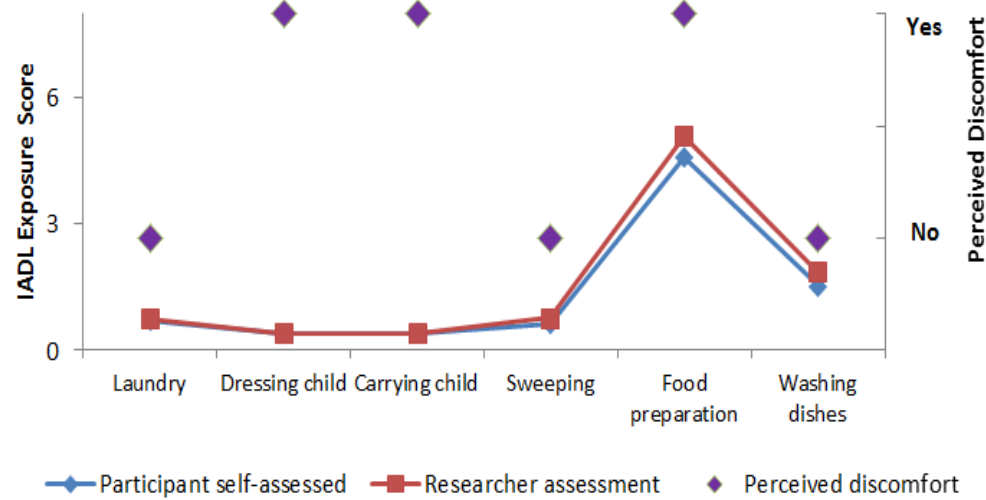 Yes
6
3
No
0
IADL Exposure Score
Perceived Discomfort
Laundry
Dressing child
Carrying child
Sweeping
Food
preparation
Washing
dishes
Participant self-assessed
Researcher assessment
Perceived discomfort